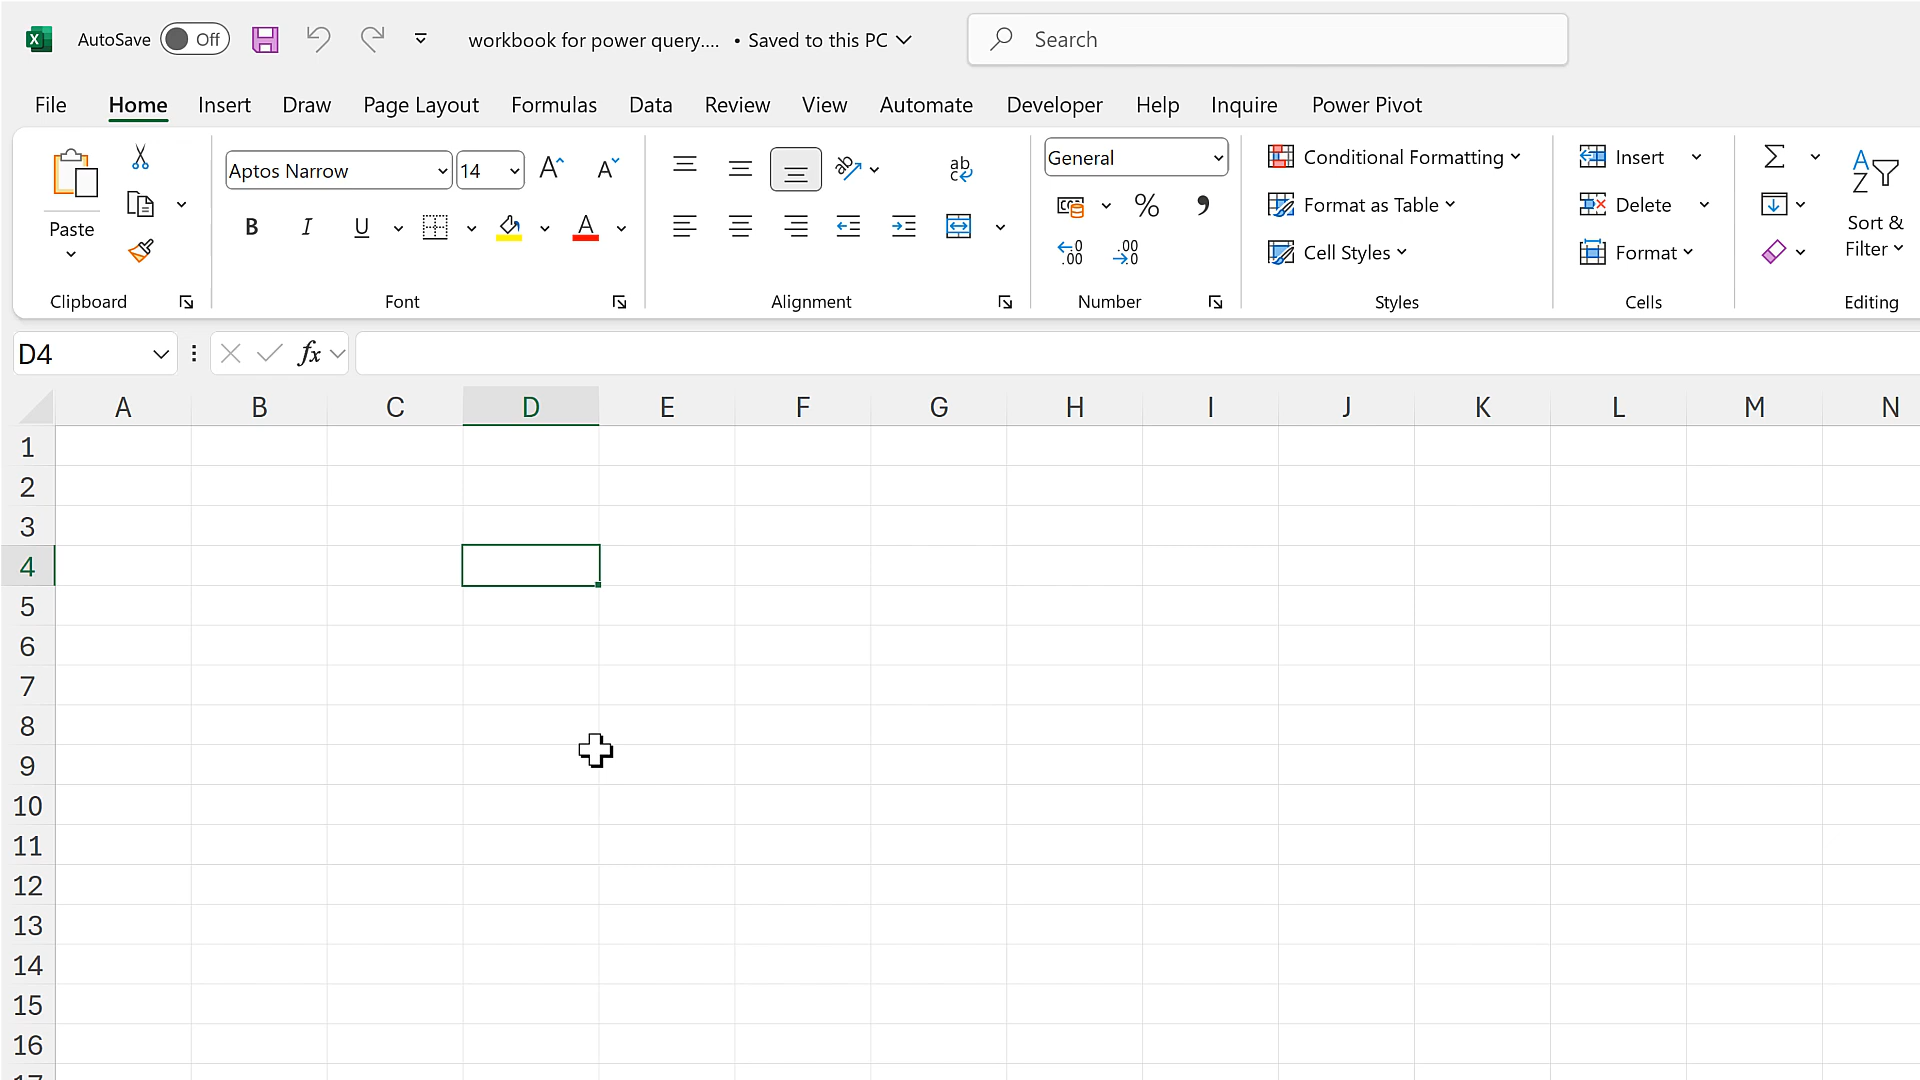 AutoSave Off workbook for power query.... • Saved to this PC Search
File Home Insert Draw Page Layout Formulas Data Review View Automate Developer Help Inquire Power Pivot
Paste
Clipboard
Aptos Narrow 14
B I U
Font
ab
Alignment
General
%
Number
Conditional Formatting
Format as Table
Cell Styles
Styles
Insert
Delete
Format
Cells
Sort &
Filter
Editing
D4 fx
A B C D E F G H I J K L M N
1
2
3
4
5
6
7
8
9
10
11
12
13
14
15
16